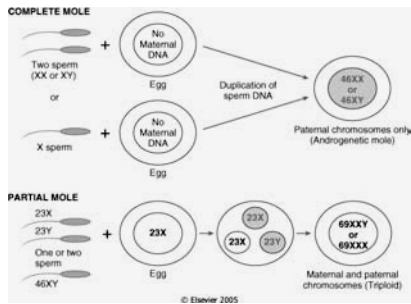 COMPLETE MOLE
Two sperm
(XX or XY)
or
X sperm
+
No
Maternal
DNA
Egg
+
No
Maternal
DNA
Egg
Duplication of
sperm DNA
46XX
or
46XY
Paternal chromosomes only
(Androgenetic mole)
PARTIAL MOLE
23X
23Y
One or two
sperm
46XY
+
23X
Egg
23X
23X
23Y
69XXY
or
69XXX
Maternal and paternal
chromosomes (Triploid)
© Elsevier 2005